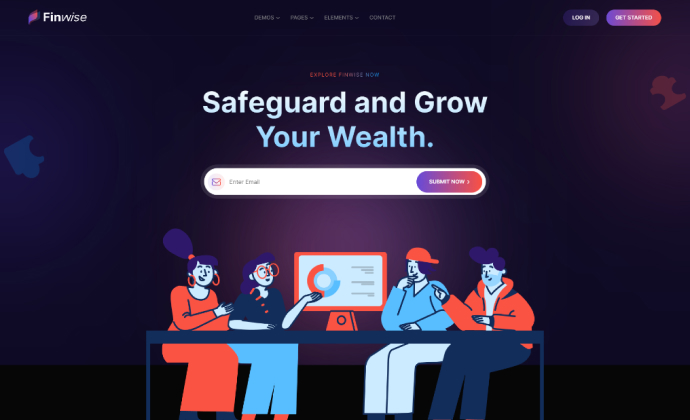 Finwise
DEMOS
PAGES
ELEMENTS
CONTACT
LOG IN
GET STARTED
EXPLORE FINWISE NOW
Safeguard and Grow
Your Wealth.
Enter Email
SUBMIT NOW